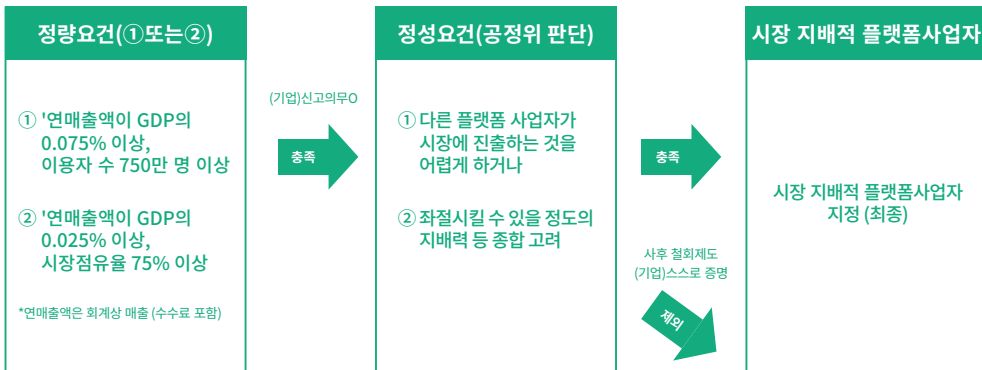 정량요건(①또는②)
① '연매출액이 GDP의
0.075% 이상,
이용자 수 750만 명 이상
② '연매출액이 GDP의
0.025% 이상,
시장점유율 75% 이상
*연매출액은 회계상 매출 (수수료 포함)
(기업)신고의무O
충족
정성요건(공정위 판단)
① 다른 플랫폼 사업자가
시장에 진출하는 것을
어렵게 하거나
② 좌절시킬 수 있을 정도의
지배력 등 종합 고려
충족
사후 철회제도
(기업)스스로 증명
제외
시장 지배적 플랫폼사업자
시장 지배적 플랫폼사업자
지정 (최종)